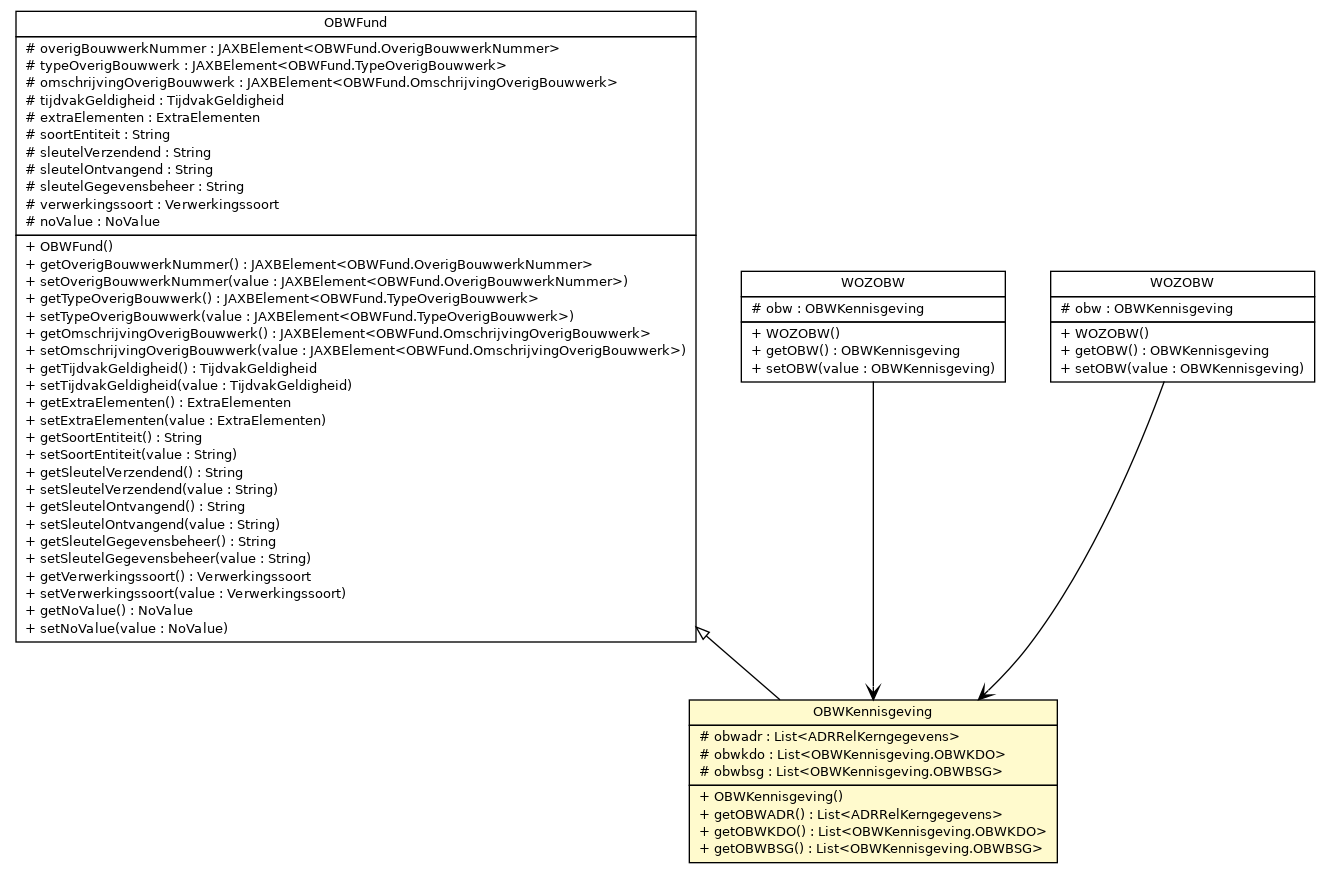 OBWFund
# overigBouwwerkNummer : JAXBElement<OBWFund.OverigBouwwerkNummer>
# typeOverigBouwwerk : JAXBElement<OBWFund.TypeOverigBouwwerk>
# omschrijvingOverigBouwwerk : JAXBElement<OBWFund.OmschrijvingOverigBouwwerk>
# tijdvakGeldigheid : TijdvakGeldigheid
# extraElementen : ExtraElementen
# soortEntiteit : String
# sleutelVerzendend : String
# sleutelOntvangend : String
# sleutelGegevensbeheer : String
# verwerkingssoort : Verwerkingssoort
# noValue : NoValue
+ OBWFund()
+ getOverigBouwwerkNummer() : JAXBElement<OBWFund.OverigBouwwerkNummer>
+ setOverigBouwwerkNummer(value : JAXBElement<OBWFund.OverigBouwwerkNummer>)
+ getTypeOverigBouwwerk() : JAXBElement<OBWFund.TypeOverigBouwwerk>
+ setTypeOverigBouwwerk(value : JAXBElement<OBWFund.TypeOverigBouwwerk>)
+ getOmschrijvingOverigBouwwerk() : JAXBElement<OBWFund.OmschrijvingOverigBouwwerk>
+ setOmschrijvingOverigBouwwerk(value : JAXBElement<OBWFund.OmschrijvingOverigBouwwerk>)
+ getTijdvakGeldigheid() : TijdvakGeldigheid
+ setTijdvakGeldigheid(value : TijdvakGeldigheid)
+ getExtraElementen() : ExtraElementen
+ setExtraElementen(value : ExtraElementen)
+ getSoortEntiteit() : String
+ setSoortEntiteit(value : String)
+ getSleutelVerzendend() : String
+ setSleutelVerzendend(value : String)
+ getSleutelOntvangend() : String
+ setSleutelOntvangend(value : String)
+ getSleutelGegevensbeheer() : String
+ setSleutelGegevensbeheer(value : String)
+ getVerwerkingssoort() : Verwerkingssoort
+ setVerwerkingssoort(value : Verwerkingssoort)
+ getNoValue() : NoValue
+ setNoValue(value : NoValue)
WOZOBW
# obw : OBWKennisgeving
+ WOZOBW()
+ getOBW() : OBWKennisgeving
+ setOBW(value : OBWKennisgeving)
WOZOBW
# obw : OBWKennisgeving
+ WOZOBW()
+ getOBW() : OBWKennisgeving
+ setOBW(value : OBWKennisgeving)
OBWKennisgeving
# obwadr : List<ADRRelKerngegevens>
# obwkdo : List<OBWKennisgeving.OBWKDO>
# obwbsg : List<OBWKennisgeving.OBWBSG>
+ OBWKennisgeving()
+ getOBWADR() : List<ADRRelKerngegevens>
+ getOBWKDO() : List<OBWKennisgeving.OBWKDO>
+ getOBWBSG() : List<OBWKennisgeving.OBWBSG>